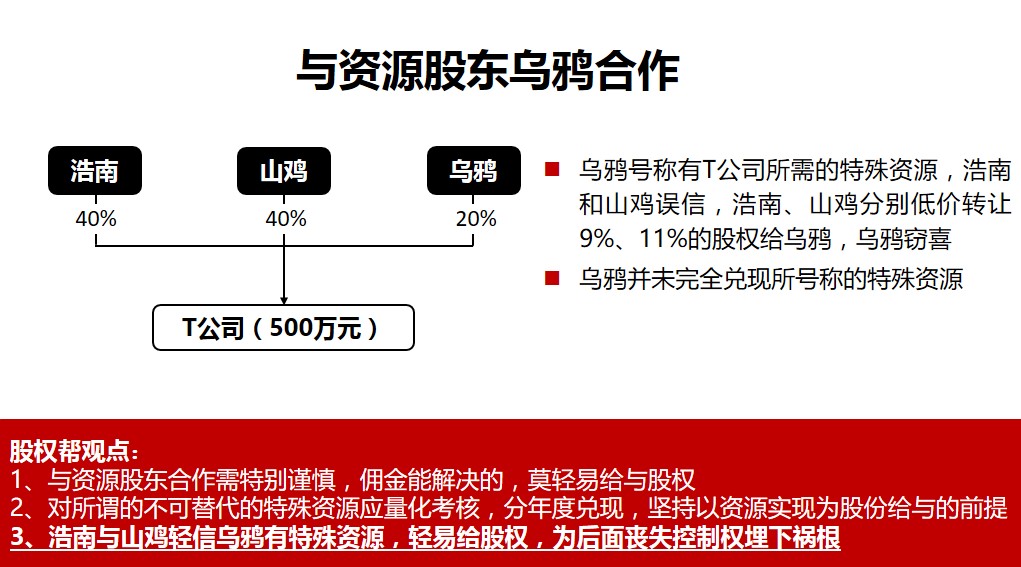 与资源股东乌鸦合作
浩南
山鸡
乌鸦
40%
40%
20%
T公司（500万元）
■ 乌鸦号称有T公司所需的特殊资源，浩南
和山鸡误信，浩南、山鸡分别低价转让
9%、11%的股权给乌鸦，乌鸦窃喜
■ 乌鸦并未完全兑现所号称的特殊资源
股权帮观点：
1、与资源股东合作需特别谨慎，佣金能解决的，莫轻易给与股权
2、对所谓的不可替代的特殊资源应量化考核，分年度兑现，坚持以资源实现为股份给与的前提
3、浩南与山鸡轻信乌鸦有特殊资源，轻易给股权，为后面丧失控制权埋下祸根